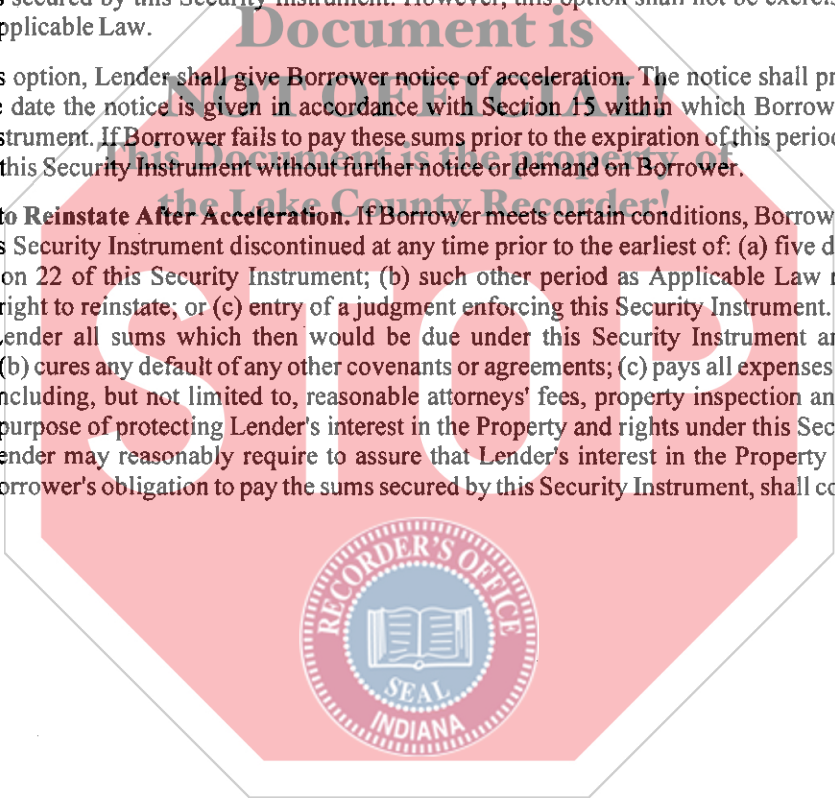 secured by this Security Instrument. However, this option shall not be exercis
pplicable Law.
Document is
s option, Lender shall give Borrower notice of acceleration. The notice shall pr
NOT OFFICIAL!
date the notice is given in accordance with Section 15 within which Borrow
strument. If Borrower fails to pay these sums prior to the expiration of this period
This Document is the property of
this Security Instrument without further notice or demand on Borrower.
the Lake County Recorder!
to Reinstate After Acceleration. If Borrower meets certain conditions, Borrow
s Security Instrument discontinued at any time prior to the earliest of: (a) five d
on 22 of this Security Instrument; (b) such other period as Applicable Law
right to reinstate; or (c) entry of a judgment enforcing this Security Instrument.
ender all sums which then would be due under this Security Instrument an
(b) cures any default of any other covenants or agreements; (c) pays all expenses
ncluding, but not limited to, reasonable attorneys' fees, property inspection an
purpose of protecting Lender's interest in the Property and rights under this Sec
ender may reasonably require to assure that Lender's interest in the Property
orrower's obligation to pay the sums secured by this Security Instrument, shall co
STOP
RECORDER'S OFFICE
SEAL
INDIANA